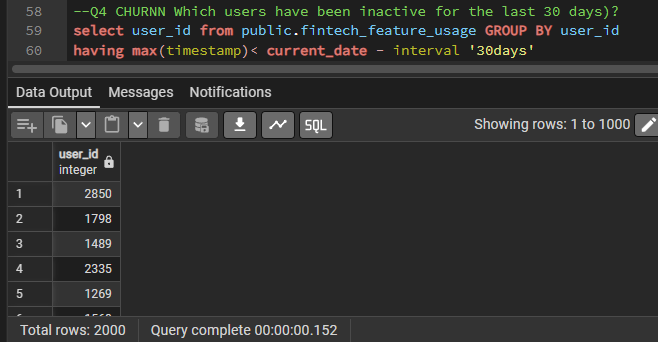 58 --Q4 CHURNN Which users have been inactive for the last 30 days)?
59 select user_id from public.fintech_feature_usage GROUP BY user_id
60 having max(timestamp)< current_date - interval '30days'
Data Output Messages Notifications
SQL Showing rows: 1 to 1000
user_id
integer
1 2850
2 1798
3 1489
4 2335
5 1269
Total rows: 2000 Query complete 00:00:00.152